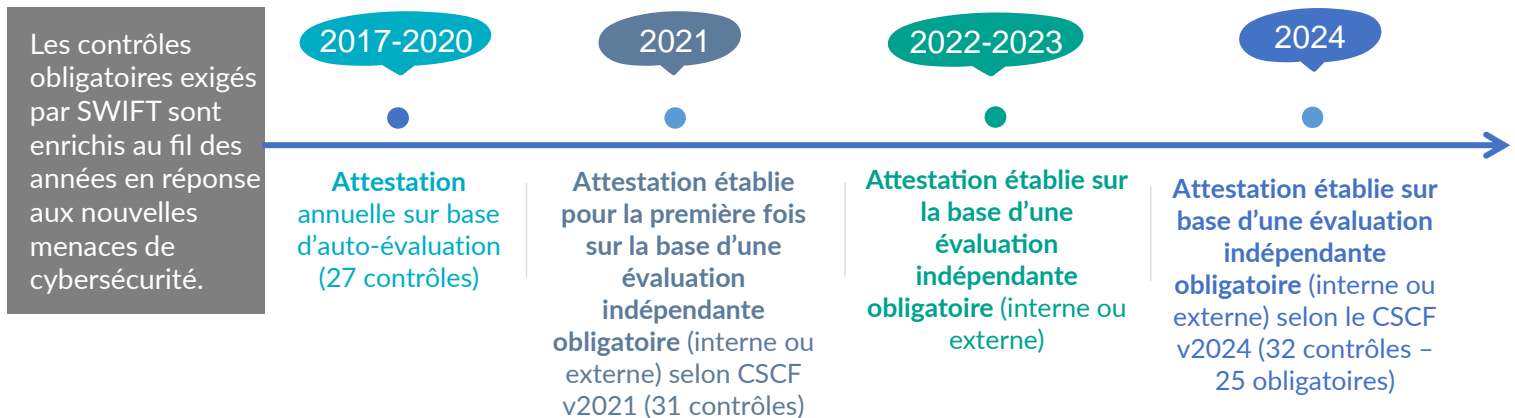 Les contrôles
obligatoires exigés
par SWIFT sont
enrichis au fil des
années en réponse
aux nouvelles
menaces de
cybersécurité.
2017-2020
Attestation
annuelle sur base
d’auto-évaluation
(27 contrôles)
2021
Attestation établie
pour la première fois
sur la base d’une
évaluation
indépendante
obligatoire (interne ou
externe) selon CSCF
v2021 (31 contrôles)
2022-2023
Attestation établie sur
la base d’une
évaluation
indépendante
obligatoire (interne ou
externe)
2024
Attestation établie sur
base d’une évaluation
indépendante
obligatoire (interne ou
externe) selon le CSCF
v2024 (32 contrôles –
25 obligatoires)